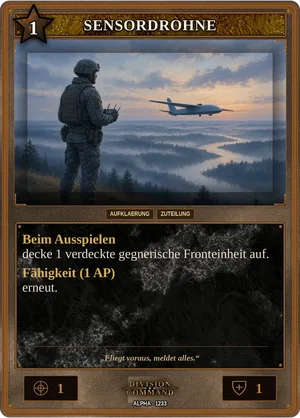 1
SENSORDROHNE
AUFKLAERUNG ZUTEILUNG
Beim Ausspielen
decke 1 verdeckte gegnerische Fronteinheit auf.
Fähigkeit (1 AP)
erneut.
„Fliegt voraus, meldet alles.“
1
DIVISION
COMMAND
ALPHA 1233
1